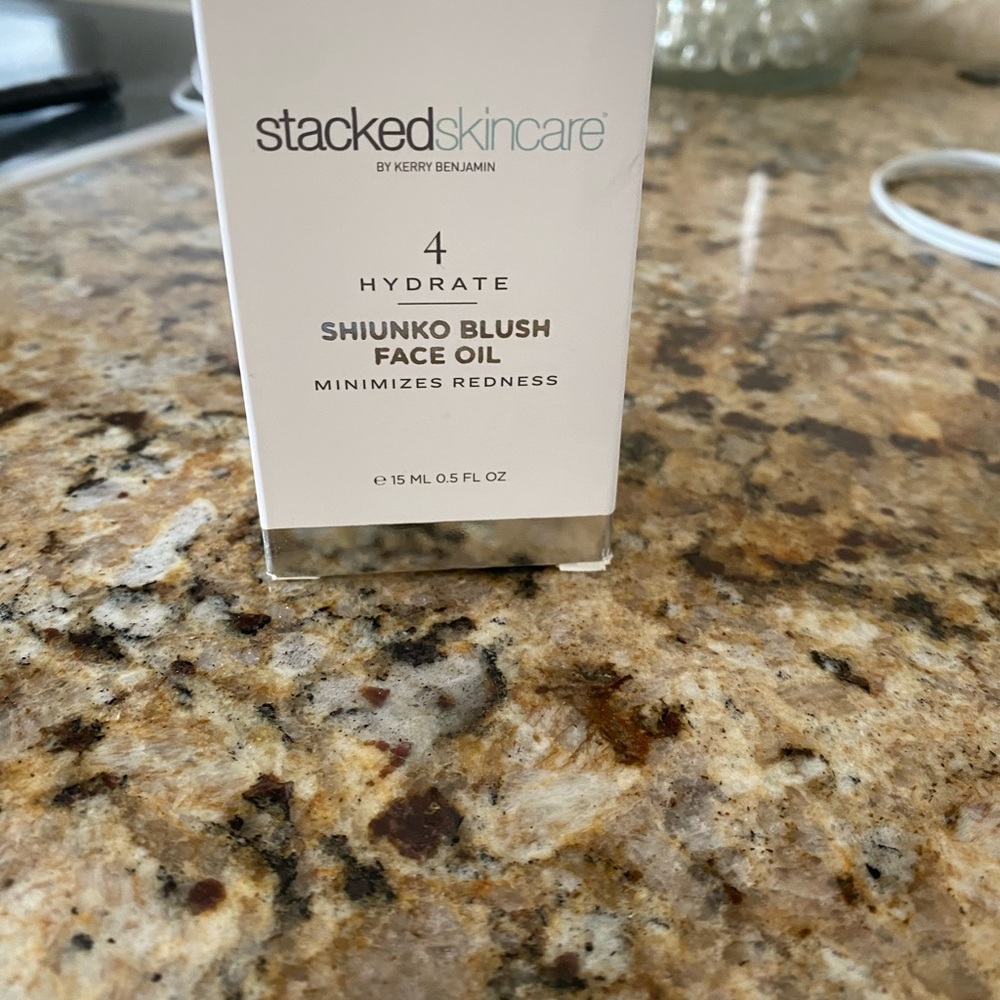 stackedskincare®
BY KERRY BENJAMIN
4
HYDRATE
SHIUNKO BLUSH
FACE OIL
MINIMIZES REDNESS
℮ 15 ML 0.5 FL OZ